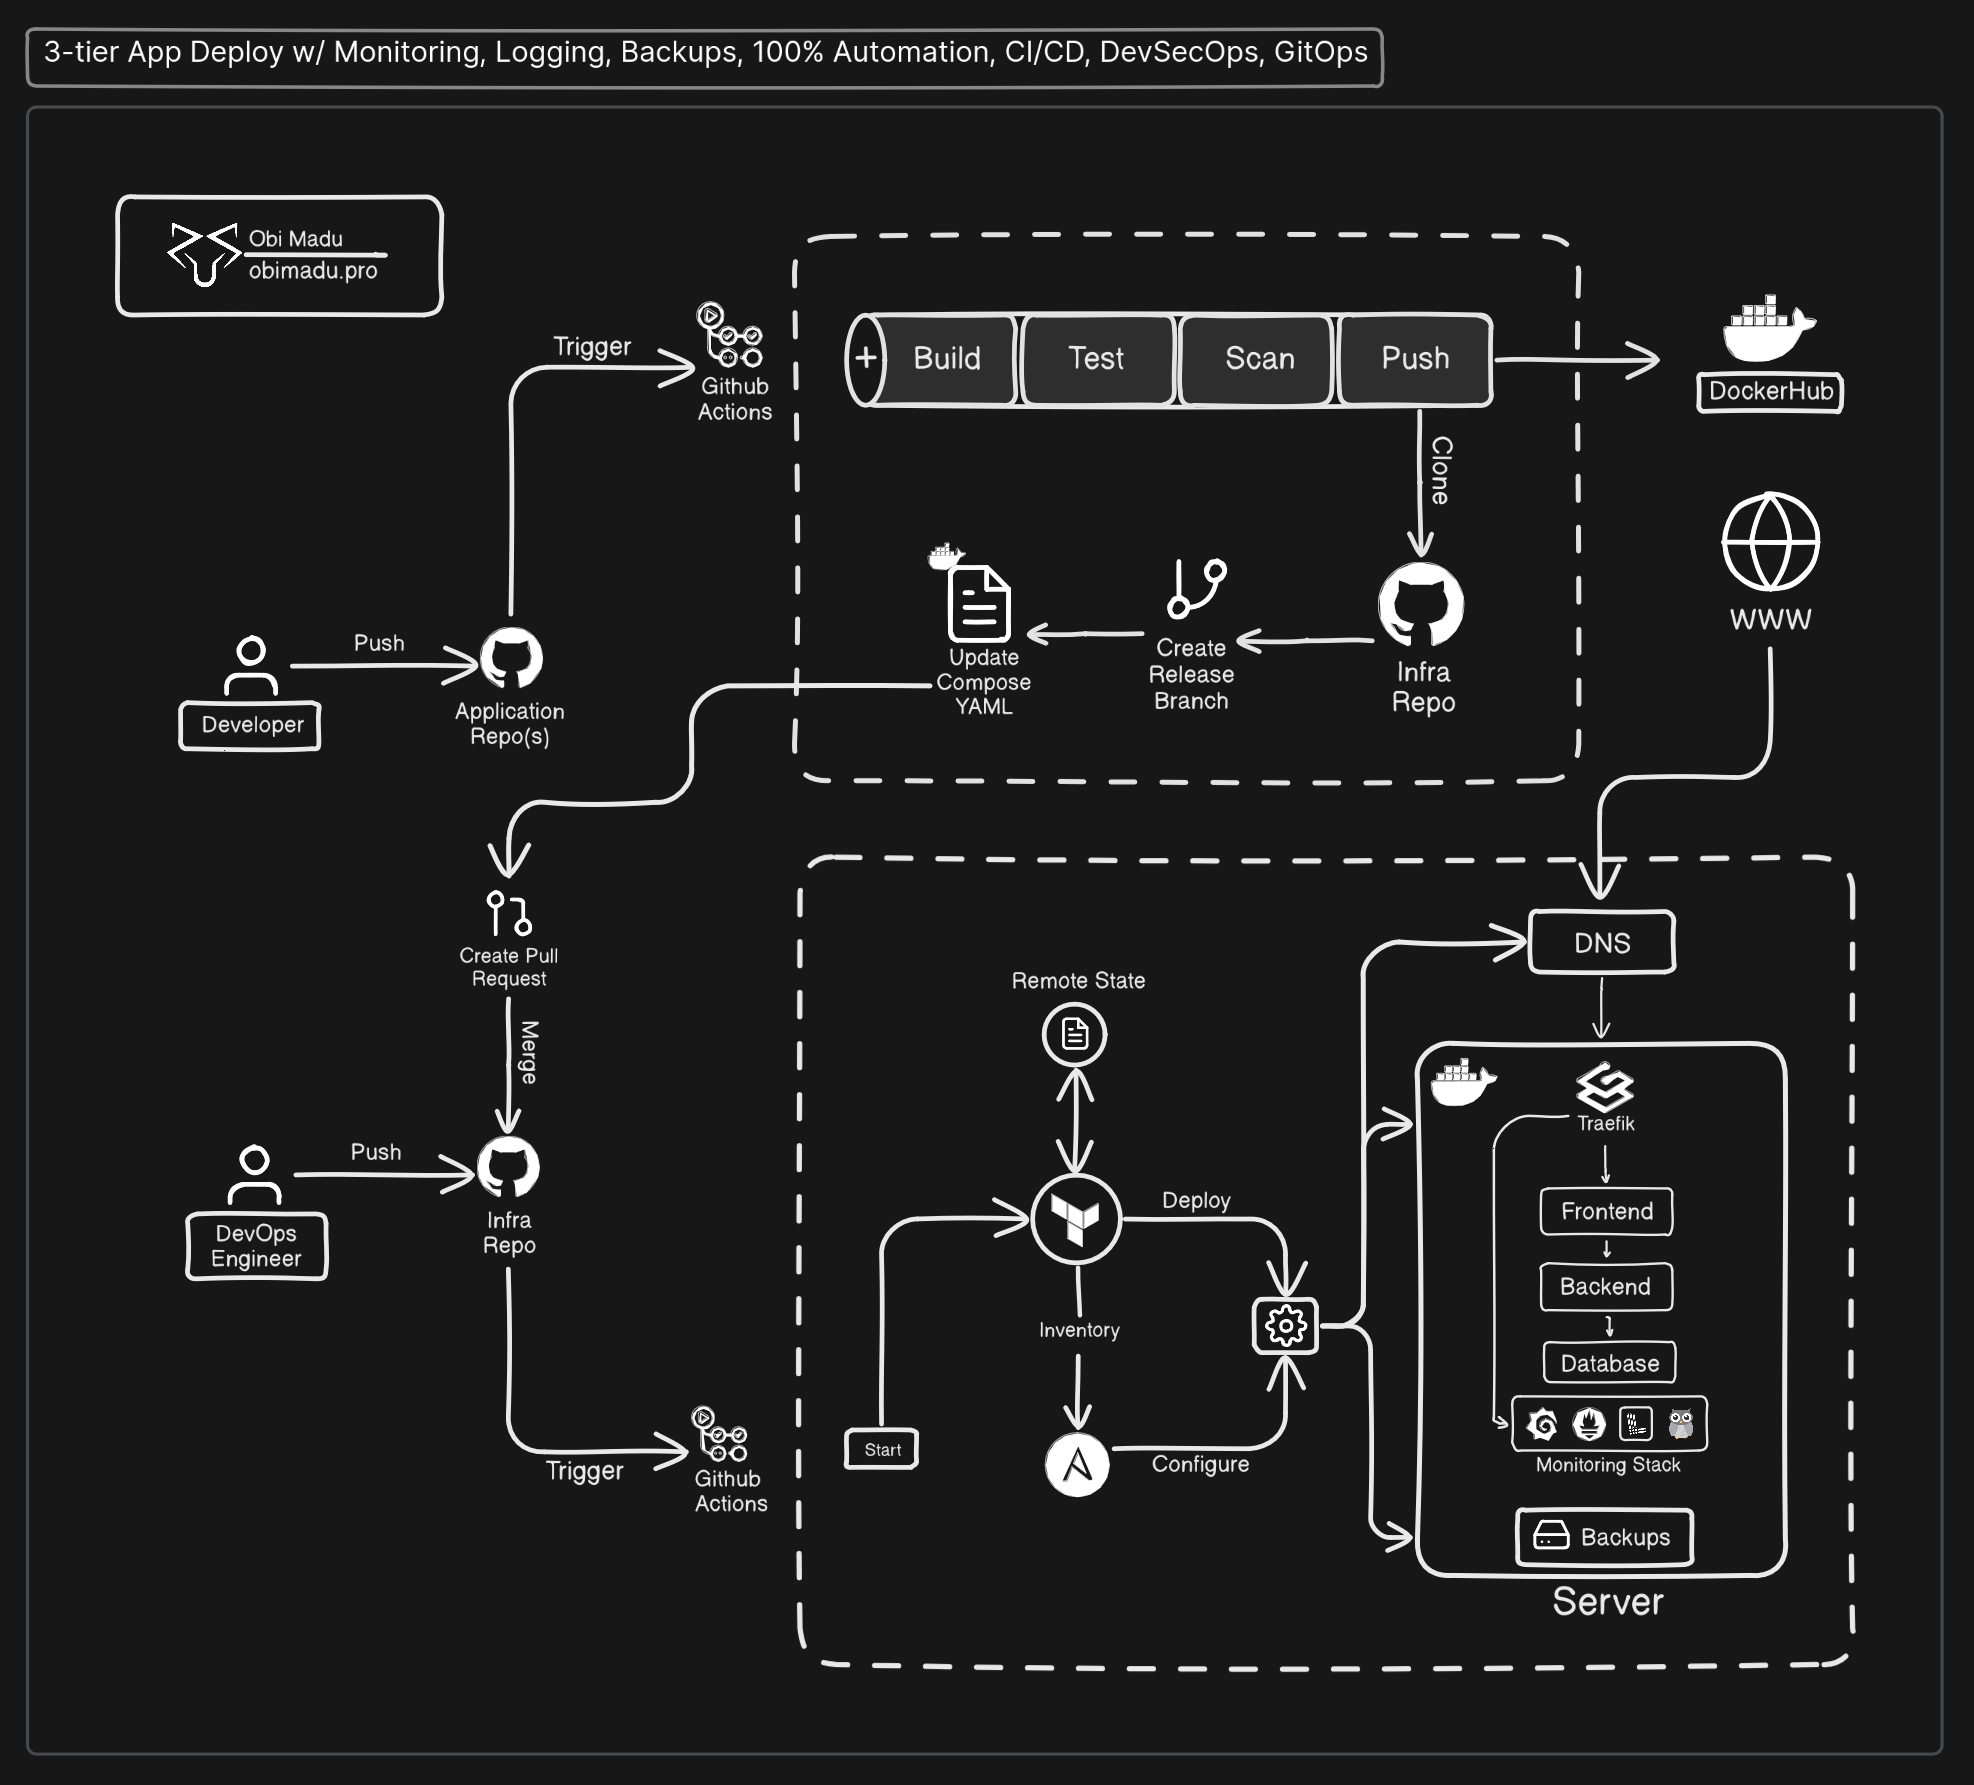 3-tier App Deploy w/ Monitoring, Logging, Backups, 100% Automation, CI/CD, DevSecOps, GitOps
Obi Madu
obimadu.pro
Trigger
Github
Actions
+
Build
Test
Scan
Push
DockerHub
Clone
WWW
Push
Developer
Application
Repo(s)
Update
Compose
YAML
Create
Release
Branch
Infra
Repo
Create Pull
Request
Merge
Push
DevOps
Engineer
Infra
Repo
Trigger
Github
Actions
Remote State
Start
Deploy
Inventory
Configure
DNS
Traefik
Frontend
Backend
Database
Monitoring Stack
Backups
Server